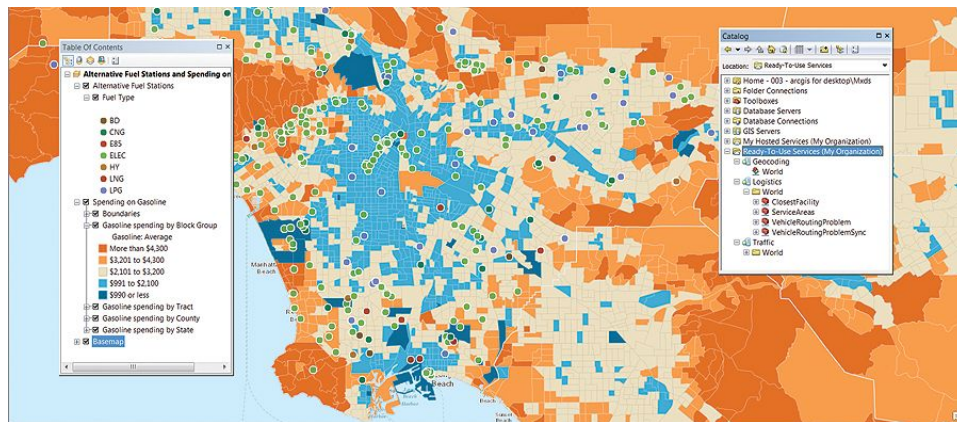 Table Of Contents
Alternative Fuel Stations and Spending on
Alternative Fuel Stations
Fuel Type
BD
CNG
E85
ELEC
HY
LNG
LPG
Spending on Gasoline
Boundaries
Gasoline spending by Block Group
Gasoline: Average
More than $4,300
$3,201 to $4,300
$2,101 to $3,200
$991 to $2,100
$990 or less
Gasoline spending by Tract
Gasoline spending by County
Gasoline spending by State
Basemap
Manhattan
Beach
Beach
Beach
Beach
Catalog
Location: Ready-To-Use Services
Home - 003 - arcgis for desktop\Mxds
Folder Connections
Toolboxes
Database Servers
Database Connections
GIS Servers
My Hosted Services (My Organization)
Ready-To-Use Services (My Organization)
Geocoding
World
Logistics
World
ClosestFacility
ServiceAreas
VehicleRoutingProblem
VehicleRoutingProblemSync
Traffic
World